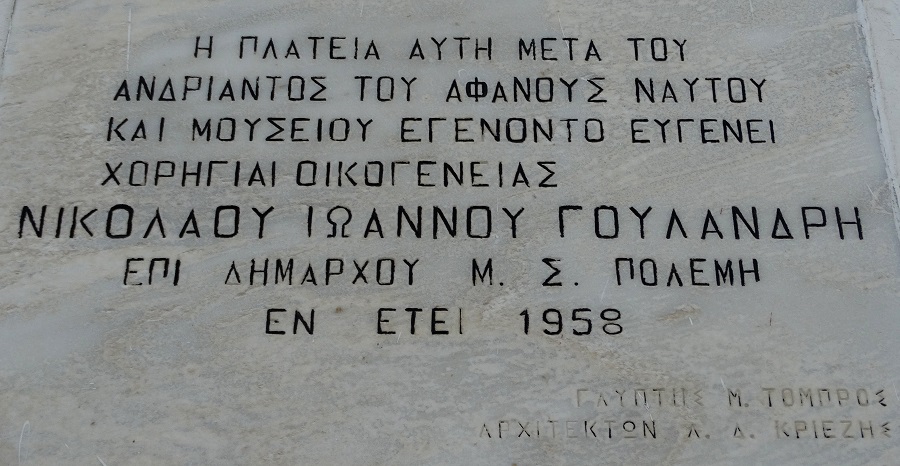 Η ΠΛΑΤΕΙΑ ΑΥΤΗ ΜΕΤΑ ΤΟΥ
ΑΝΔΡΙΑΝΤΟΣ ΤΟΥ ΑΦΑΝΟΥΣ ΝΑΥΤΟΥ
ΚΑΙ ΜΟΥΣΕΙΟΥ ΕΓΕΝΟΝΤΟ ΕΥΓΕΝΕΙ
ΧΟΡΗΓΙΑΙ ΟΙΚΟΓΕΝΕΙΑΣ
ΝΙΚΟΛΑΟΥ ΙΩΑΝΝΟΥ ΓΟΥΛΑΝΔΡΗ
ΕΠΙ ΔΗΜΑΡΧΟΥ Μ. Σ. ΠΟΛΕΜΗ
ΕΝ ΕΤΕΙ 1958
ΓΛΥΠΤΗΣ Μ. ΤΟΜΠΡΟΣ
ΑΡΧΙΤΕΚΤΩΝ Α. Δ. ΚΡΙΕΖΗΣ